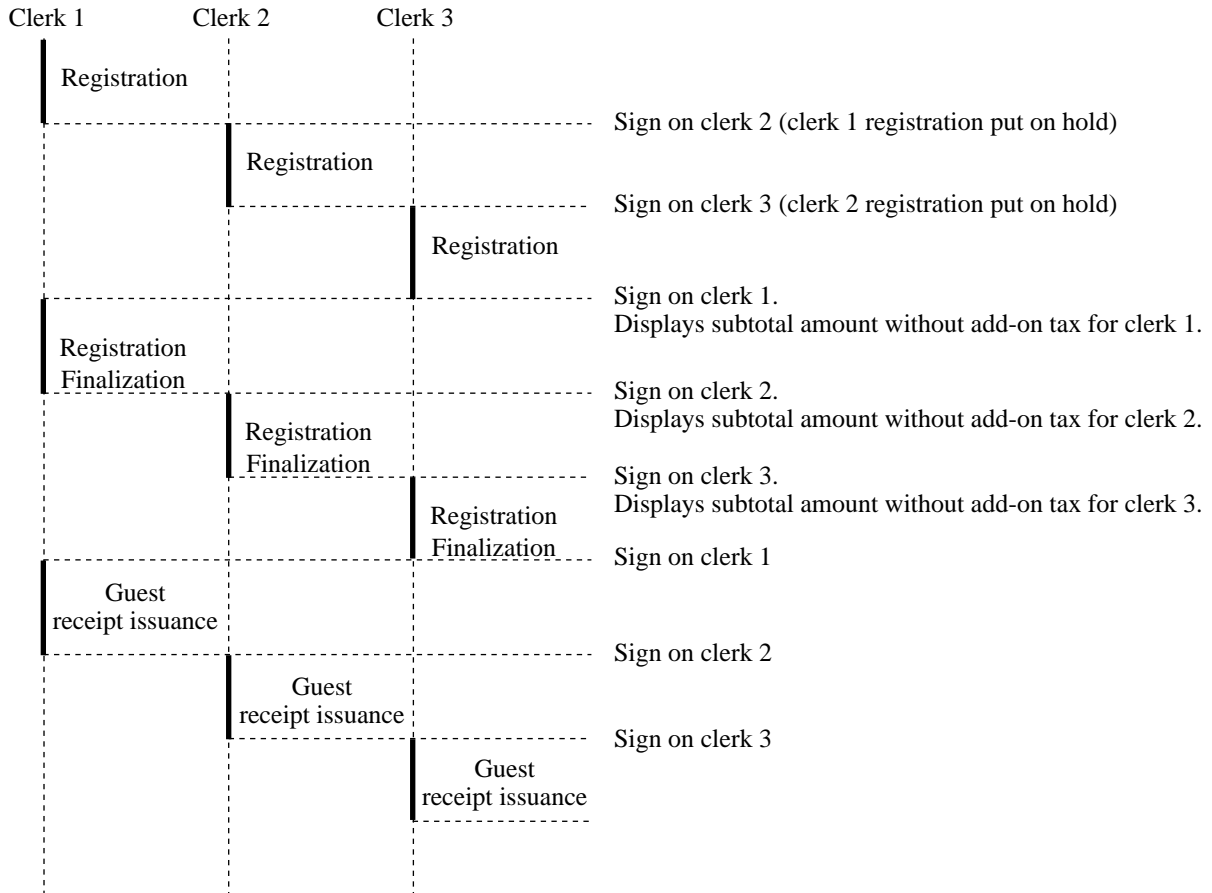 Clerk 1 Clerk 2 Clerk 3
Registration
Sign on clerk 2 (clerk 1 registration put on hold)
Registration
Sign on clerk 3 (clerk 2 registration put on hold)
Registration
Sign on clerk 1.
Displays subtotal amount without add-on tax for clerk 1.
Registration
Finalization
Sign on clerk 2.
Displays subtotal amount without add-on tax for clerk 2.
Registration
Finalization
Sign on clerk 3.
Displays subtotal amount without add-on tax for clerk 3.
Registration
Finalization
Sign on clerk 1
Guest
receipt issuance
Sign on clerk 2
Guest
receipt issuance
Sign on clerk 3
Guest
receipt issuance